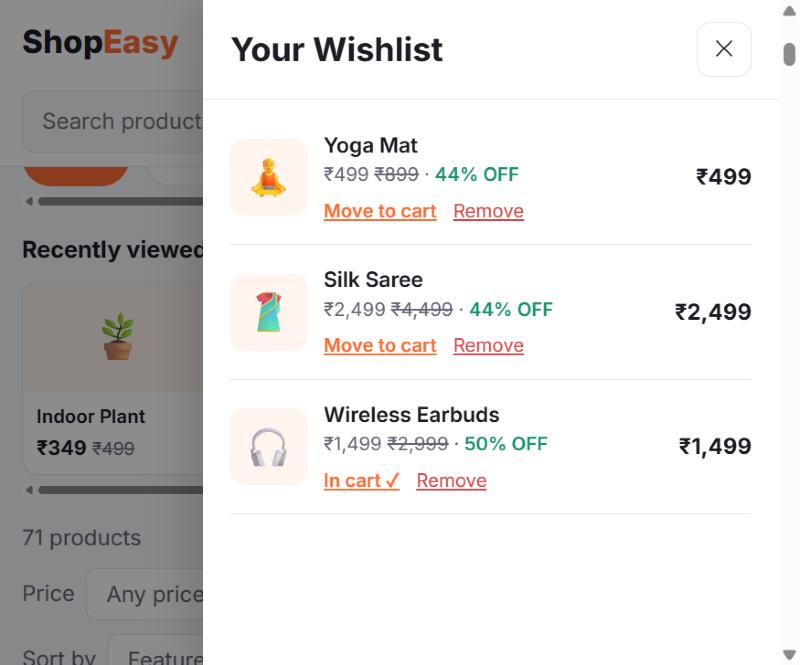 ShopEasy
Search product
Recently viewed
Indoor Plant
₹349 ₹499
71 products
Price Any price
Sort by Feature
Your Wishlist
Yoga Mat
₹499 ₹899 · 44% OFF
₹499
Move to cart Remove
Silk Saree
₹2,499 ₹4,499 · 44% OFF
₹2,499
Move to cart Remove
Wireless Earbuds
₹1,499 ₹2,999 · 50% OFF
₹1,499
In cart ✓ Remove